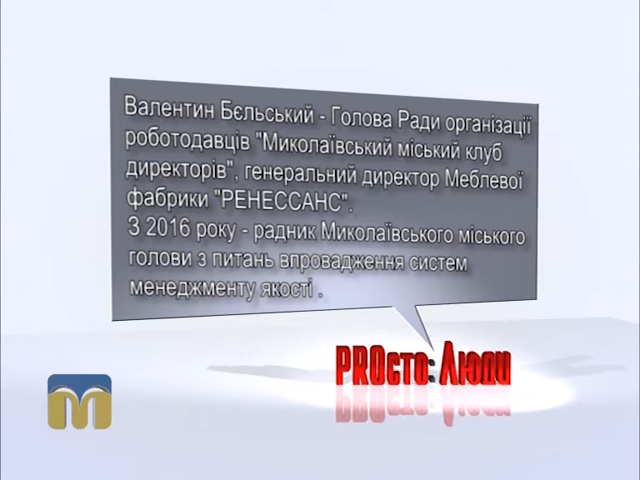 Валентин Бєльський - Голова Ради організації
роботодавців "Миколаївський міський клуб
директорів", генеральний директор Меблевої
фабрики "РЕНЕССАНС".
З 2016 року - радник Миколаївського міського
голови з питань впровадження систем
менеджменту якості .
PROсто: Люди
М